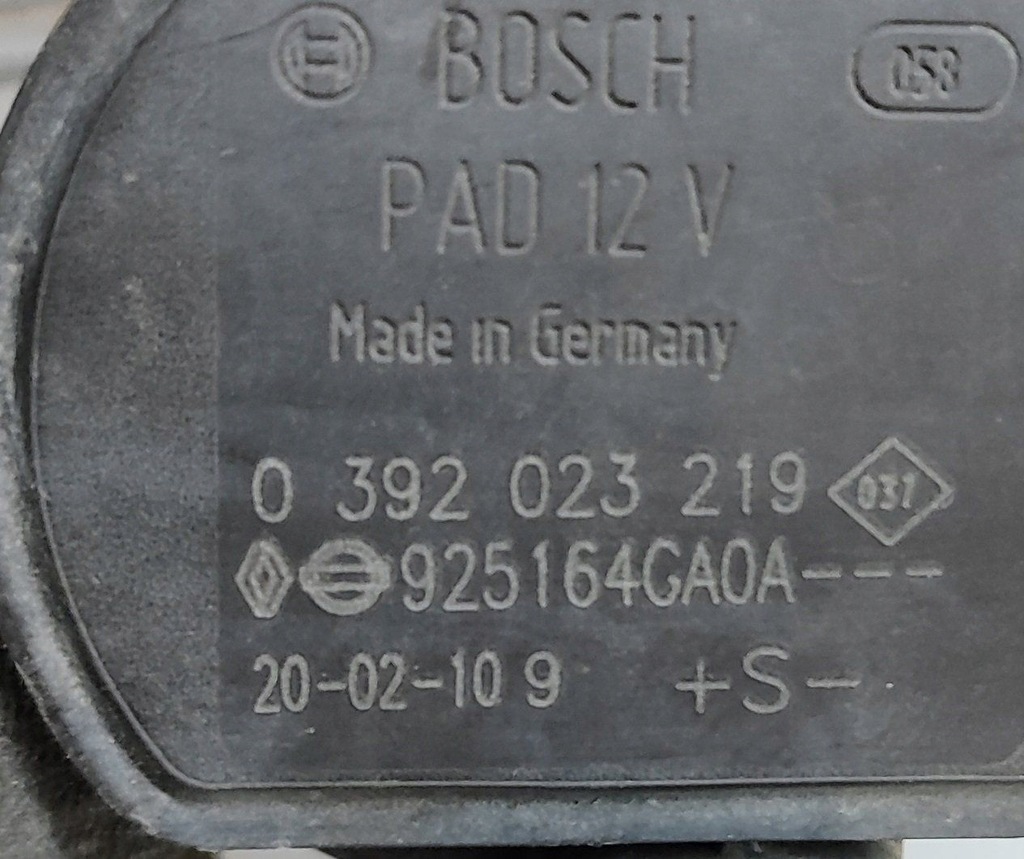 BOSCH 058
PAD 12 V
Made in Germany
0 392 023 219 031
925164GA0A---
20-02-10 9 +S-